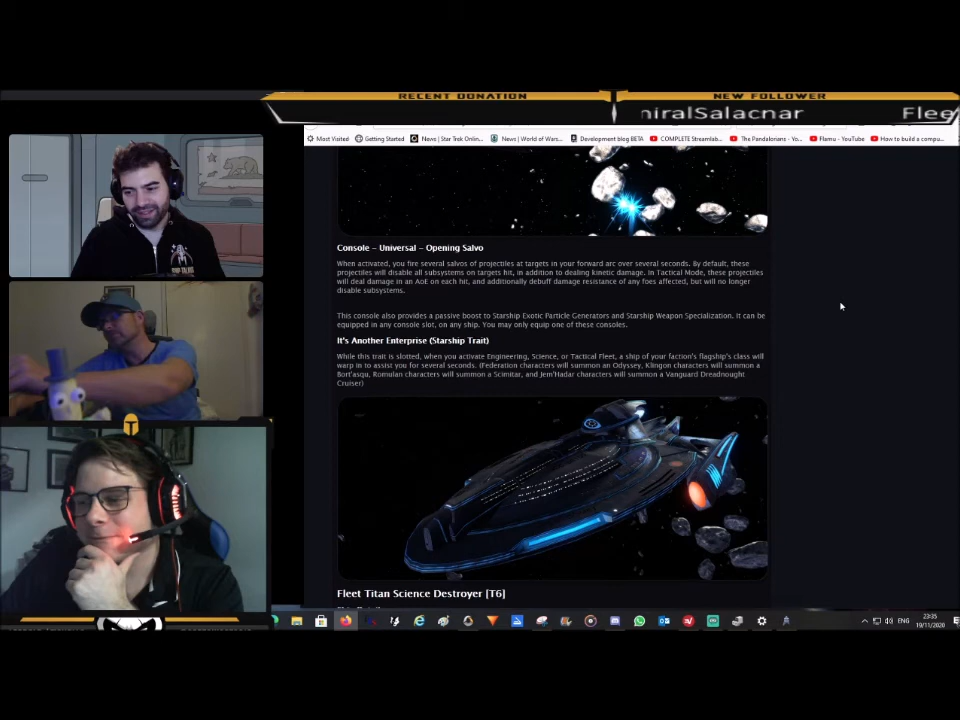 RECENT DONATION
NEW FOLLOWER
niralSalacnar
Flee
Most Visited
Getting Started
News | Star Trek Onlin...
News | World of Wars...
Development blog BETA
COMPLETE Streamlab...
The Pandalorians - Yo...
Flamu - YouTube
How to build a compu...
Console – Universal – Opening Salvo
When activated, you fire several salvos of projectiles at targets in your forward arc over several seconds. By default, these
projectiles will disable all subsystems on targets hit, in addition to dealing kinetic damage. In Tactical Mode, these projectiles
will deal damage in an AoE on each hit, and additionally debuff damage resistance of any foes affected, but will no longer
disable subsystems.
This console also provides a passive boost to Starship Exotic Particle Generators and Starship Weapon Specialization. It can be
equipped in any console slot, on any ship. You may only equip one of these consoles.
It's Another Enterprise (Starship Trait)
While this trait is slotted, when you activate Engineering, Science, or Tactical Fleet, a ship of your faction's flagship's class will
warp in to assist you for several seconds. (Federation characters will summon an Odyssey, Klingon characters will summon a
Bort'asqu, Romulan characters will summon a Scimitar, and Jem'Hadar characters will summon a Vanguard Dreadnought
Cruiser)
Fleet Titan Science Destroyer [T6]
ENG
23:35
19/11/2020